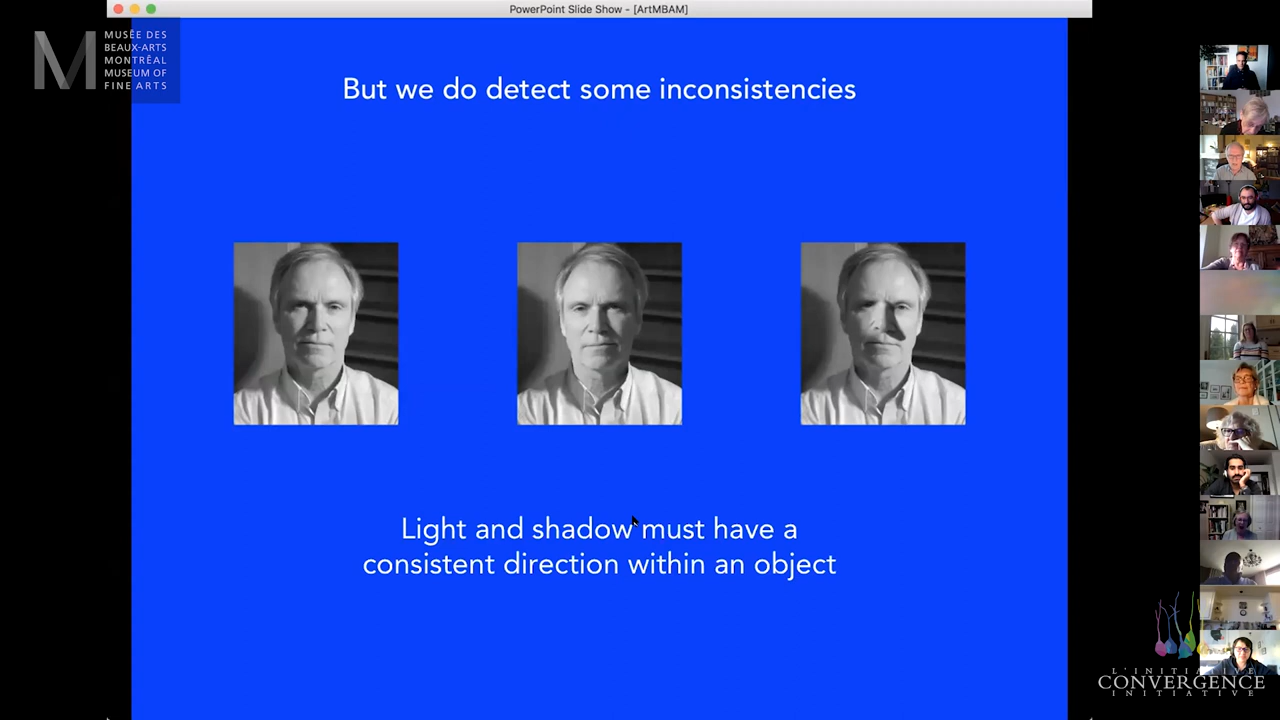 PowerPoint Slide Show - [ArtMBAM]
M
MUSÉE DES
BEAUX-ARTS
MONTRÉAL
MUSEUM OF
FINE ARTS
But we do detect some inconsistencies
Light and shadow must have a
consistent direction within an object
L'INITIATIVE
CONVERGENCE
INITIATIVE